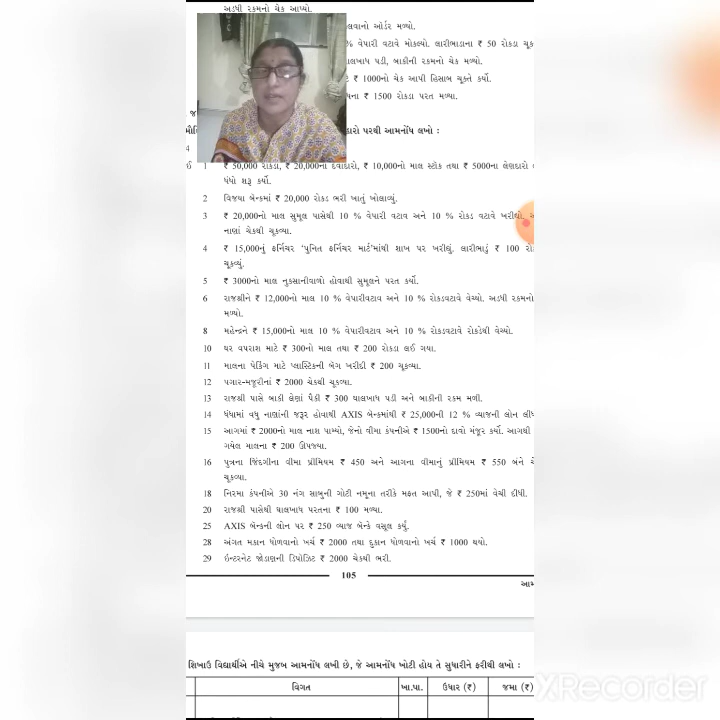 અડધી રકમનો ચેક આપ્યો.
લવાનો ઑર્ડર મળ્યો.
% વેપારી વટાવે મોકલ્યો. લારીભાડાના ₹ 50 રોકડા ચૂક
ાલખાધ પડી, બાકીની રકમનો ચેક મળ્યો.
₹ 1000નો ચેક આપી હિસાબ ચૂકતે કર્યો.
ધના ₹ 1500 રોકડા પરત મળ્યા.
દારો પરથી આમનોંધ લખો :
4
1 ₹ 50,000 રોકડા, ₹ 20,000ના દેવાદારો, ₹ 10,000નો માલ સ્ટોક તથા ₹ 5000ના લેણદારો
ધંધો શરૂ કર્યો.
2 વિજયા બેન્કમાં ₹ 20,000 રોકડ ભરી ખાતું ખોલાવ્યું.
3 ₹ 20,000નો માલ સુમૂલ પાસેથી 10 % વેપારી વટાવ અને 10 % રોકડ વટાવે ખરીદ્યો,
નાણાં ચેકથી ચૂકવ્યા.
4 ₹ 15,000નું ફર્નિચર 'પુનિત ફર્નિચર માર્ટ'માંથી શાખ પર ખરીદ્યું. લારીભાડું ₹ 100 રો
ચૂકવ્યું.
5 ₹ 3000નો માલ નુકસાનીવાળો હોવાથી સુમૂલને પરત કર્યો.
6 રાજશ્રીને ₹ 12,000નો માલ 10 % વેપારીવટાવ અને 10 % રોકડવટાવે વેચ્યો. અડધી રકમનો
મળ્યો.
8 મહેન્દ્રને ₹ 15,000નો માલ 10 % વેપારીવટાવ અને 10 % રોકડવટાવે રોકડેથી વેચ્યો.
10 ઘર વપરાશ માટે ₹ 300નો માલ તથા ₹ 200 રોકડા લઈ ગયા.
11 માલના પેકિંગ માટે પ્લાસ્ટિકની બેગ ખરીદી ₹ 200 ચૂકવ્યા.
12 પગાર-મજૂરીનાં ₹ 2000 ચેકથી ચૂકવ્યા.
13 રાજશ્રી પાસે બાકી લેણાં પૈકી ₹ 300 ઘાલખાધ પડી અને બાકીની રકમ મળી.
14 ધંધામાં વધુ નાણાંની જરૂર હોવાથી AXIS બેન્કમાંથી ₹ 25,000ની 12 % વ્યાજની લોન લીધ
15 આગમાં ₹ 2000નો માલ નાશ પામ્યો, જેનો વીમા કંપનીએ ₹ 1500નો દાવો મંજૂર કર્યો. આગથી
ગયેલ માલના ₹ 200 ઊપજ્યા.
16 પુત્રના જિંદગીના વીમા પ્રીમિયમ ₹ 450 અને આગના વીમાનું પ્રીમિયમ ₹ 550 બંને ચે
ચૂકવ્યા.
18 નિરમા કંપનીએ 30 નંગ સાબુની ગોટી નમૂના તરીકે મફત આપી, જે ₹ 250માં વેચી દીધી.
20 રાજશ્રી પાસેથી ઘાલખાધ પરતના ₹ 100 મળ્યા.
25 AXIS બેન્કની લોન પર ₹ 250 વ્યાજ બેન્કે વસૂલ કર્યું.
28 અંગત મકાન ધોળવાનો ખર્ચ ₹ 2000 તથા દુકાન ધોળવાનો ખર્ચ ₹ 1000 થયો.
29 ઇન્ટરનેટ જોડાણની ડિપોઝિટ ₹ 2000 ચેકથી ભરી.
105
આમ
શિખાઉ વિદ્યાર્થીએ નીચે મુજબ આમનોંધ લખી છે, જે આમનોંધ ખોટી હોય તે સુધારીને ફરીથી લખો :
વિગત ખા.પા. ઉધાર (₹) જમા (₹)
XRecorder